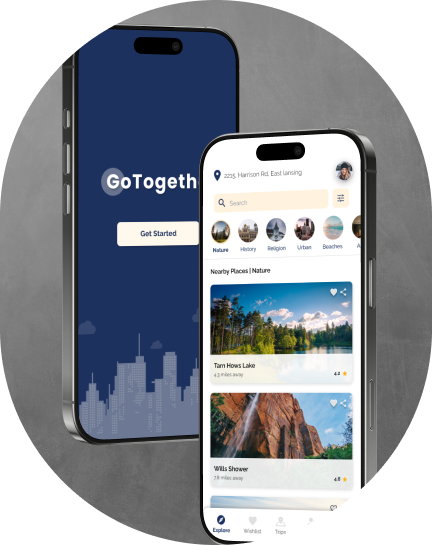 GoTogeth
Get Started
2215, Harrison Rd, East lansing
Search
Nature
History
Religion
Urban
Beaches
A
Nearby Places | Nature
Tarn Hows Lake
4.3 miles away
4.2
Wills Shower
7.8 miles away
4.8
Explore
Wishlist
Trips